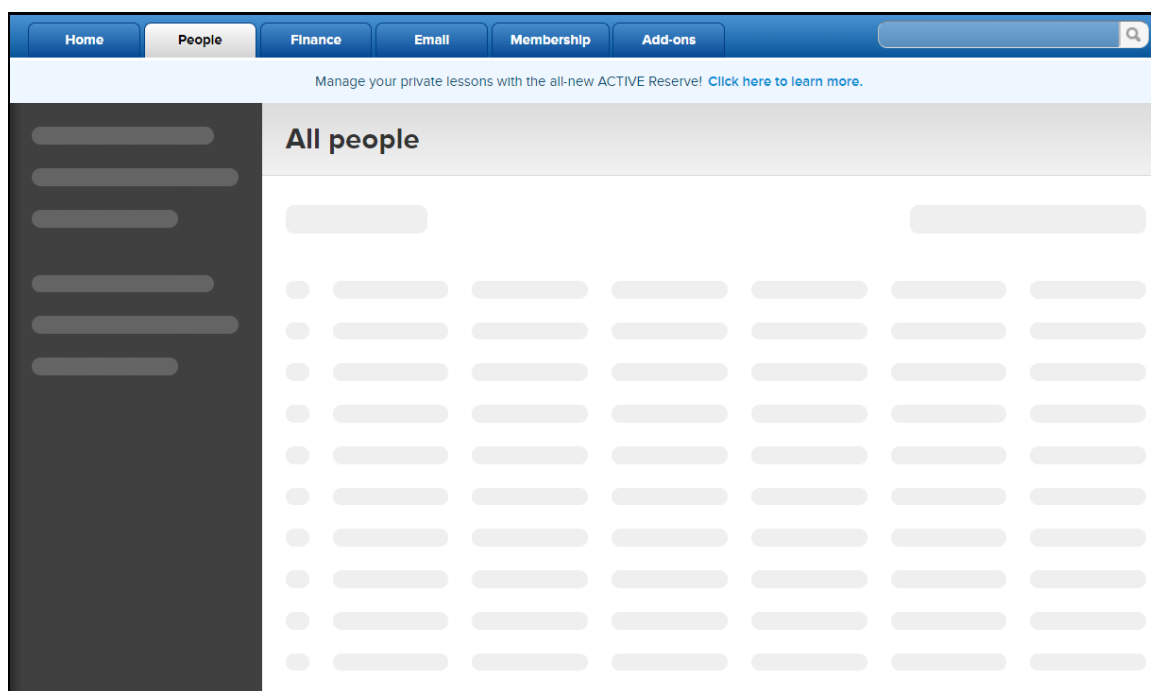 Home People Finance Email Membership Add-ons
Manage your private lessons with the all-new ACTIVE Reserve! Click here to learn more.
All people